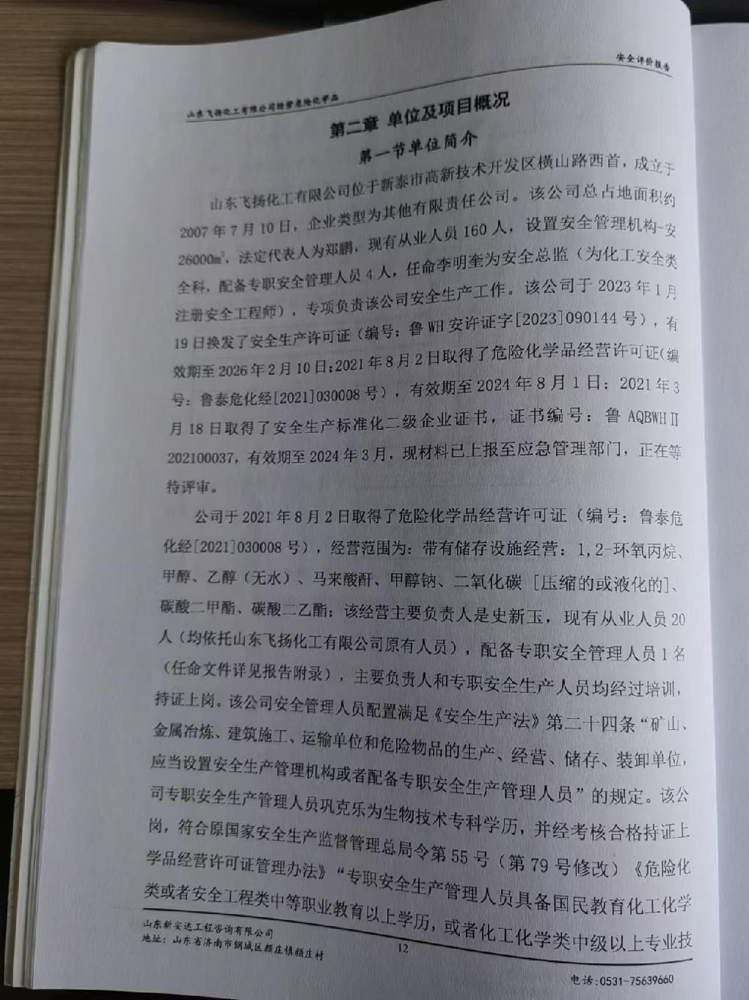 山东飞扬化工有限公司经营危险化学品
安全评价报告
第二章 单位及项目概况
第一节单位简介
山东飞扬化工有限公司位于新泰市高新技术开发区横山路西首，成立于
2007年7月10日，企业类型为其他有限责任公司。该公司总占地面积约
26000㎡，法定代表人为郑鹏，现有从业人员160人，设置安全管理机构-安
全科，配备专职安全管理人员4人，任命李明奎为安全总监（为化工安全类
注册安全工程师），专项负责该公司安全生产工作。该公司于2023年1月
19日换发了安全生产许可证（编号：鲁WH安许证字[2023]090144号），有
效期至2026年2月10日;2021年8月2日取得了危险化学品经营许可证（编
号：鲁泰危化经[2021]030008号），有效期至2024年8月1日；2021年3
月18日取得了安全生产标准化二级企业证书，证书编号：鲁AQBWHⅡ
202100037，有效期至2024年3月，现材料已上报至应急管理部门，正在等
待评审。
公司于2021年8月2日取得了危险化学品经营许可证（编号：鲁泰危
化经[2021]030008号），经营范围为：带有储存设施经营：1,2-环氧丙烷、
甲醇、乙醇（无水）、马来酸酐、甲醇钠、二氧化碳[压缩的或液化的]、
碳酸二甲酯、碳酸二乙酯；该经营主要负责人是史新玉，现有从业人员20
人（均依托山东飞扬化工有限公司原有人员），配备专职安全管理人员1名
（任命文件详见报告附录），主要负责人和专职安全生产人员均经过培训，
持证上岗。该公司安全管理人员配置满足《安全生产法》第二十四条“矿山、
金属冶炼、建筑施工、运输单位和危险物品的生产、经营、储存、装卸单位，
应当设置安全生产管理机构或者配备专职安全生产管理人员”的规定。该公
司专职安全生产管理人员巩克乐为生物技术专科学历，并经考核合格持证上
岗，符合原国家安全生产监督管理总局令第55号（第79号修改）《危险化
学品经营许可证管理办法》“专职安全生产管理人员具备国民教育化工化学
类或者安全工程类中等职业教育以上学历，或者化工化学类中级以上专业技
山东新安达工程咨询有限公司
地址：山东省济南市钢城区颜庄镇颜庄村
12
电话:0531-75639660